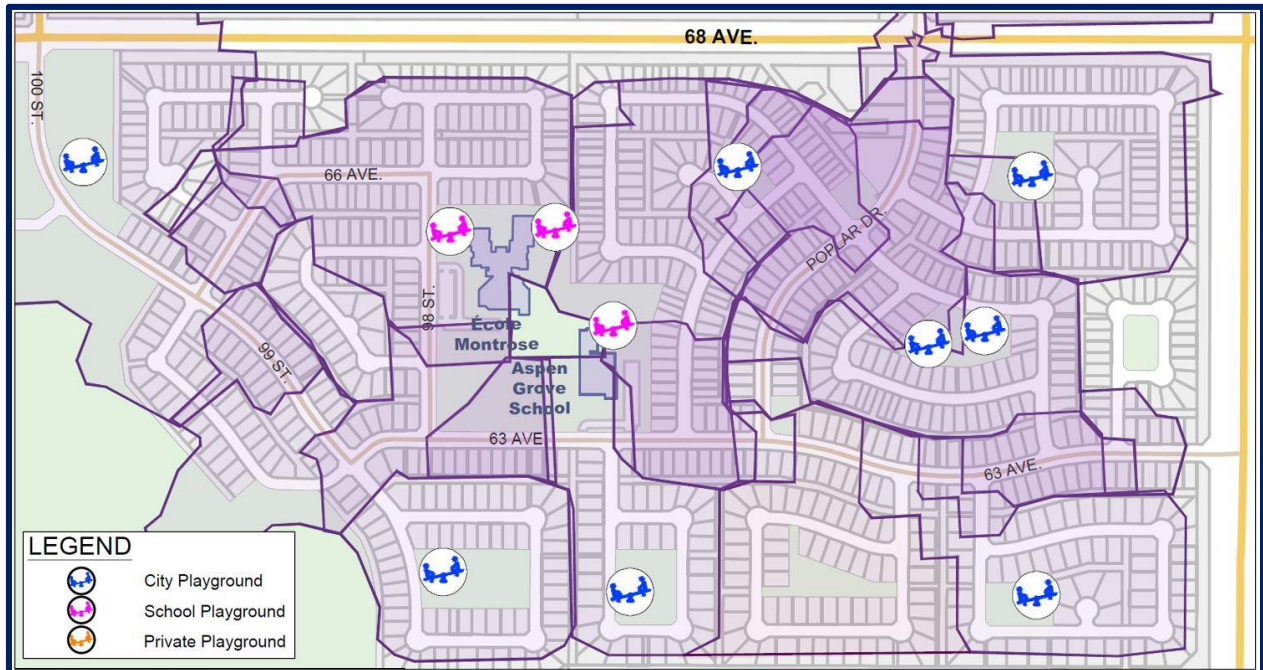 68 AVE.
100 ST.
66 AVE.
POPLAR DR.
98 ST.
École
Montrose
Aspen
Grove
School
99 ST.
63 AVE
63 AVE.
LEGEND
City Playground
School Playground
Private Playground